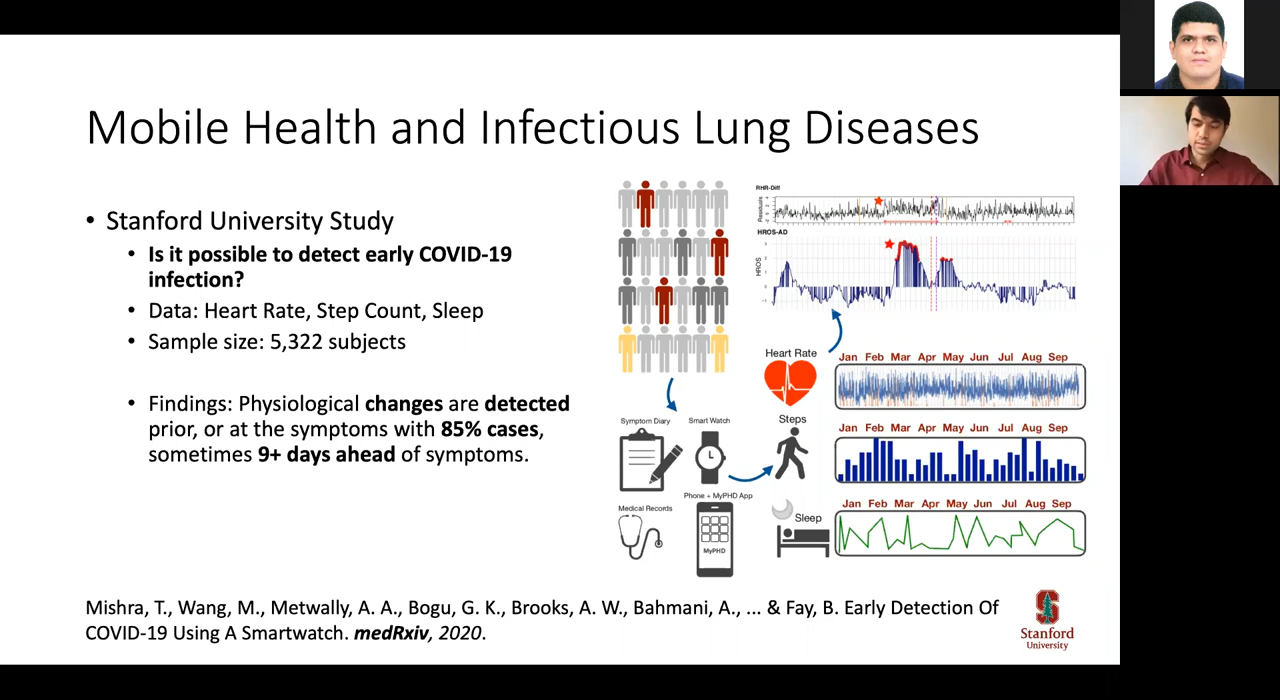 Mobile Health and Infectious Lung Diseases
• Stanford University Study
• Is it possible to detect early COVID-19
infection?
• Data: Heart Rate, Step Count, Sleep
• Sample size: 5,322 subjects
• Findings: Physiological changes are detected
prior, or at the symptoms with 85% cases,
sometimes 9+ days ahead of symptoms.
RHR-Diff
Residuals
HROS-AD
HROS
Heart Rate
Jan Feb Mar Apr May Jun Jul Aug Sep
Symptom Diary
Smart Watch
Steps
Jan Feb Mar Apr May Jun Jul Aug Sep
Medical Records
Phone + MyPHD App
MyPHD
Sleep
Jan Feb Mar Apr May Jun Jul Aug Sep
Mishra, T., Wang, M., Metwally, A. A., Bogu, G. K., Brooks, A. W., Bahmani, A., ... & Fay, B. Early Detection Of
COVID-19 Using A Smartwatch. medRxiv, 2020.
S
Stanford
University